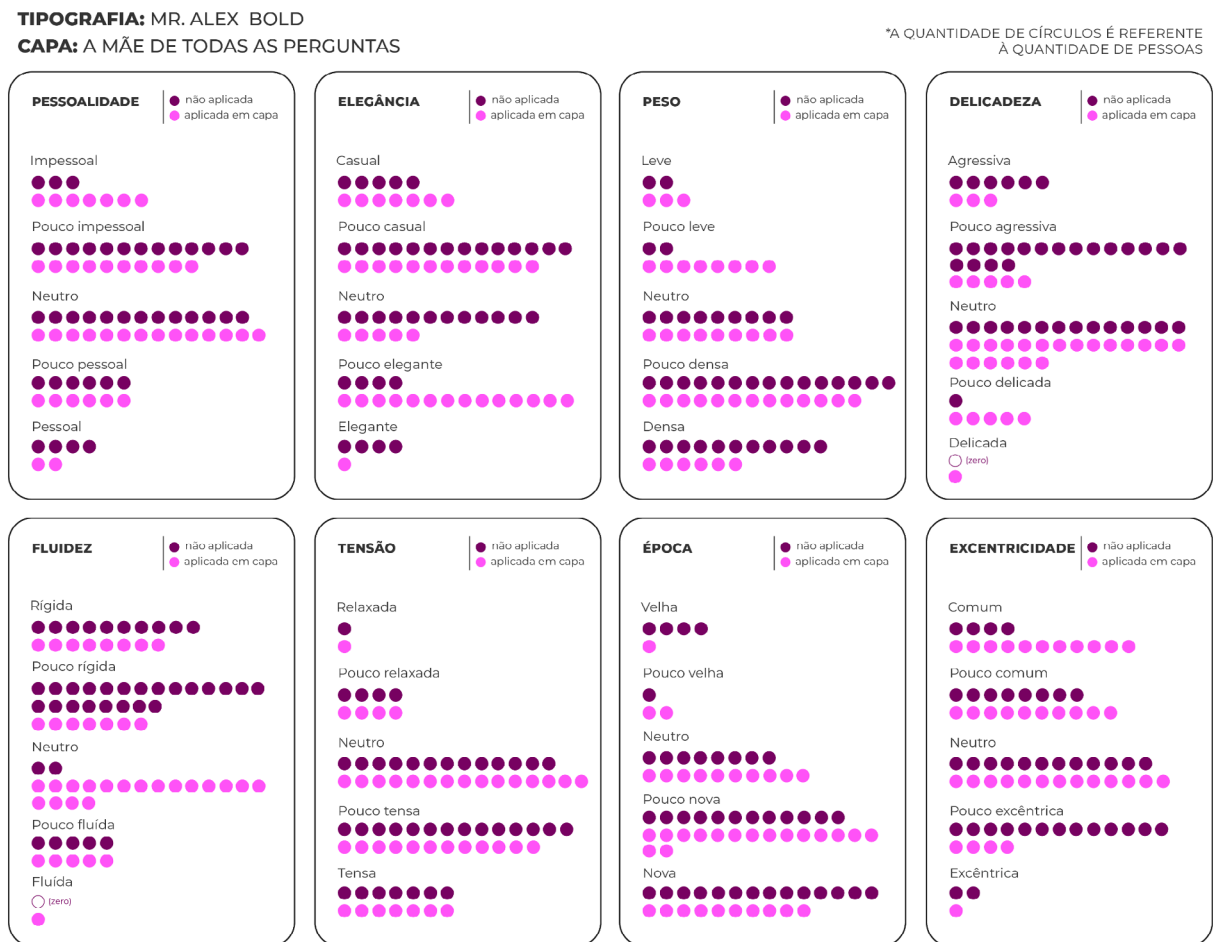 TIPOGRAFIA: MR. ALEX BOLD
CAPA: A MÃE DE TODAS AS PERGUNTAS
*A QUANTIDADE DE CÍRCULOS É REFERENTE
À QUANTIDADE DE PESSOAS
PESSOALIDADE
não aplicada
aplicada em capa
Impessoal
Pouco impessoal
Neutro
Pouco pessoal
Pessoal
ELEGÂNCIA
não aplicada
aplicada em capa
Casual
Pouco casual
Neutro
Pouco elegante
Elegante
PESO
não aplicada
aplicada em capa
Leve
Pouco leve
Neutro
Pouco densa
Densa
DELICADEZA
não aplicada
aplicada em capa
Agressiva
Pouco agressiva
Neutro
Pouco delicada
Delicada
(zero)
FLUIDEZ
não aplicada
aplicada em capa
Rígida
Pouco rígida
Neutro
Pouco fluída
Fluída
(zero)
TENSÃO
não aplicada
aplicada em capa
Relaxada
Pouco relaxada
Neutro
Pouco tensa
Tensa
ÉPOCA
não aplicada
aplicada em capa
Velha
Pouco velha
Neutro
Pouco nova
Nova
EXCENTRICIDADE
não aplicada
aplicada em capa
Comum
Pouco comum
Neutro
Pouco excêntrica
Excêntrica